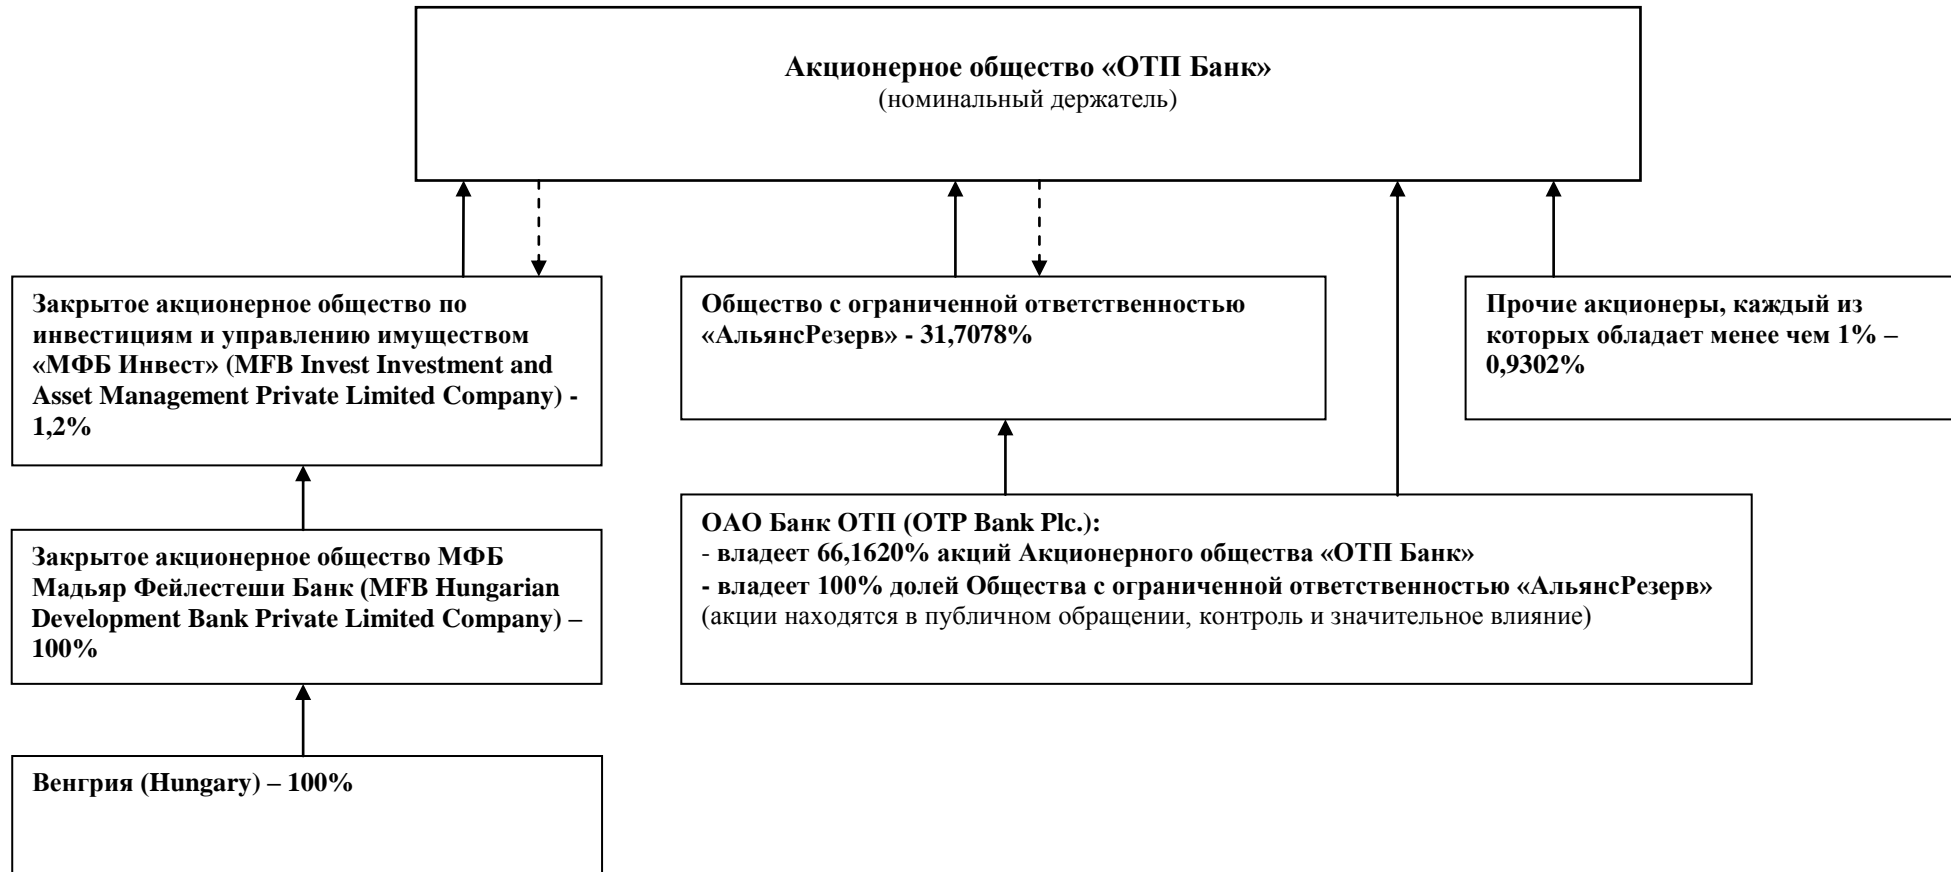 Акционерное общество «ОТП Банк»
(номинальный держатель)
Закрытое акционерное общество по
инвестициям и управлению имуществом
«МФБ Инвест» (MFB Invest Investment and
Asset Management Private Limited Company) -
1,2%
Общество с ограниченной ответственностью
«АльянсРезерв» - 31,7078%
Прочие акционеры, каждый из
которых обладает менее чем 1% –
0,9302%
Закрытое акционерное общество МФБ
Мадьяр Фейлестеши Банк (MFB Hungarian
Development Bank Private Limited Company) –
100%
ОАО Банк ОТП (OTP Bank Plc.):
- владеет 66,1620% акций Акционерного общества «ОТП Банк»
- владеет 100% долей Общества с ограниченной ответственностью «АльянсРезерв»
(акции находятся в публичном обращении, контроль и значительное влияние)
Венгрия (Hungary) – 100%